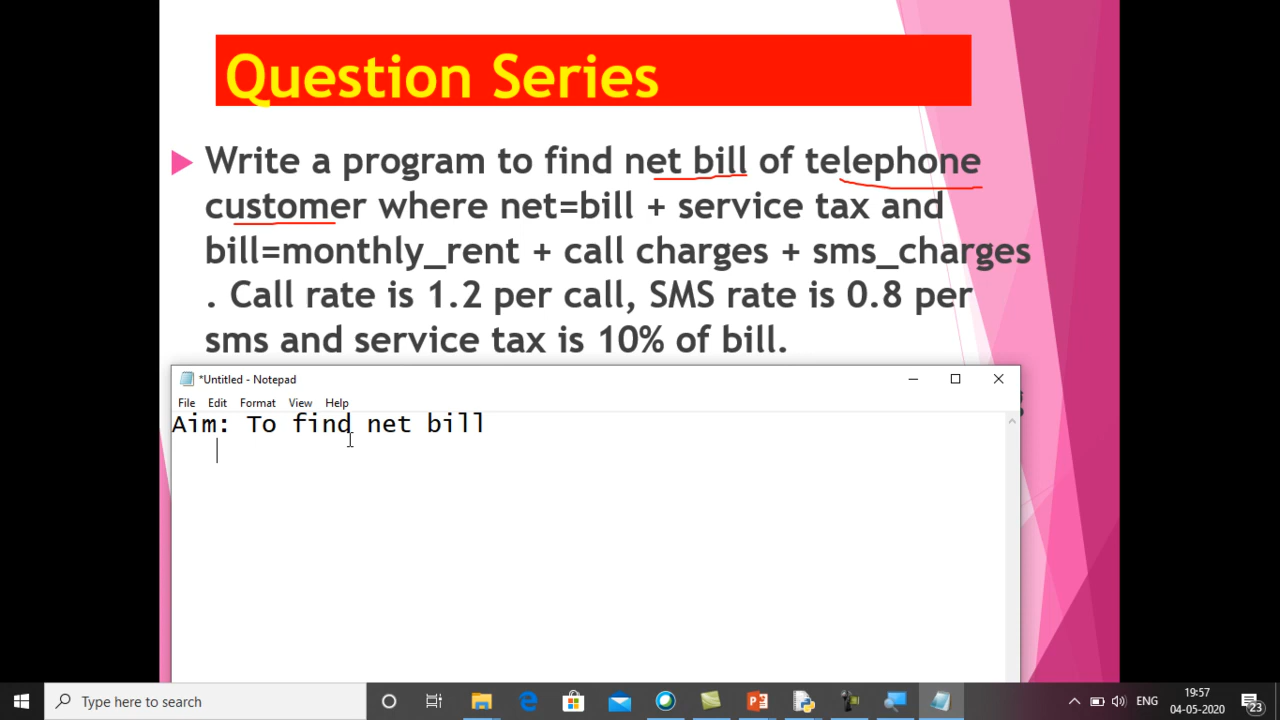 Question Series
Write a program to find net bill of telephone
customer where net=bill + service tax and
bill=monthly_rent + call charges + sms_charges
. Call rate is 1.2 per call, SMS rate is 0.8 per
sms and service tax is 10% of bill.
*Untitled - Notepad
File Edit Format View Help
Aim: To find net bill
Type here to search
ENG
19:57
04-05-2020
23